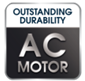 OUTSTANDING
DURABILITY
AC
MOTOR